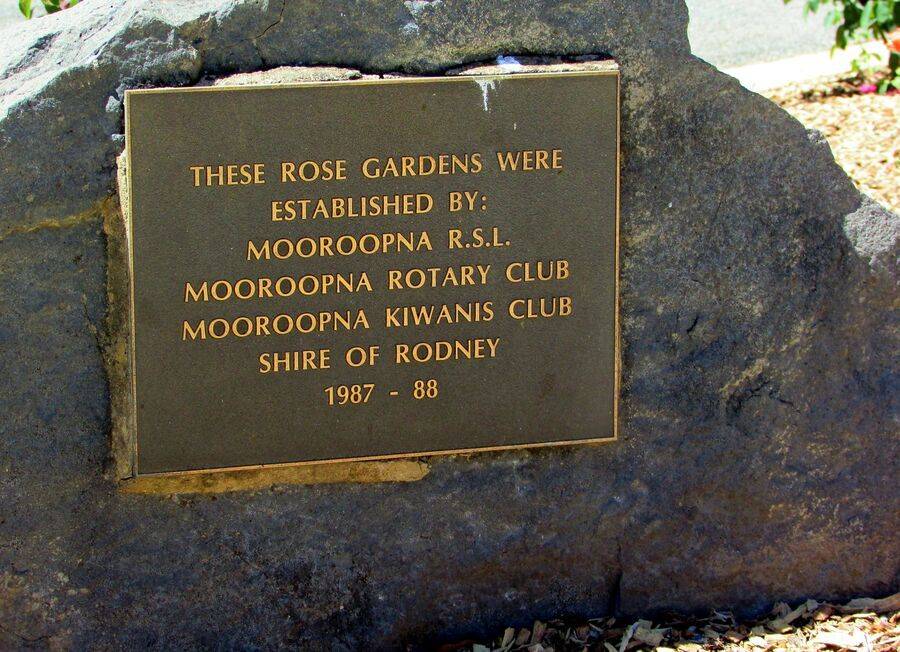 THESE ROSE GARDENS WERE
ESTABLISHED BY:
MOOROOPNA R.S.L.
MOOROOPNA ROTARY CLUB
MOOROOPNA KIWANIS CLUB
SHIRE OF RODNEY
1987 - 88